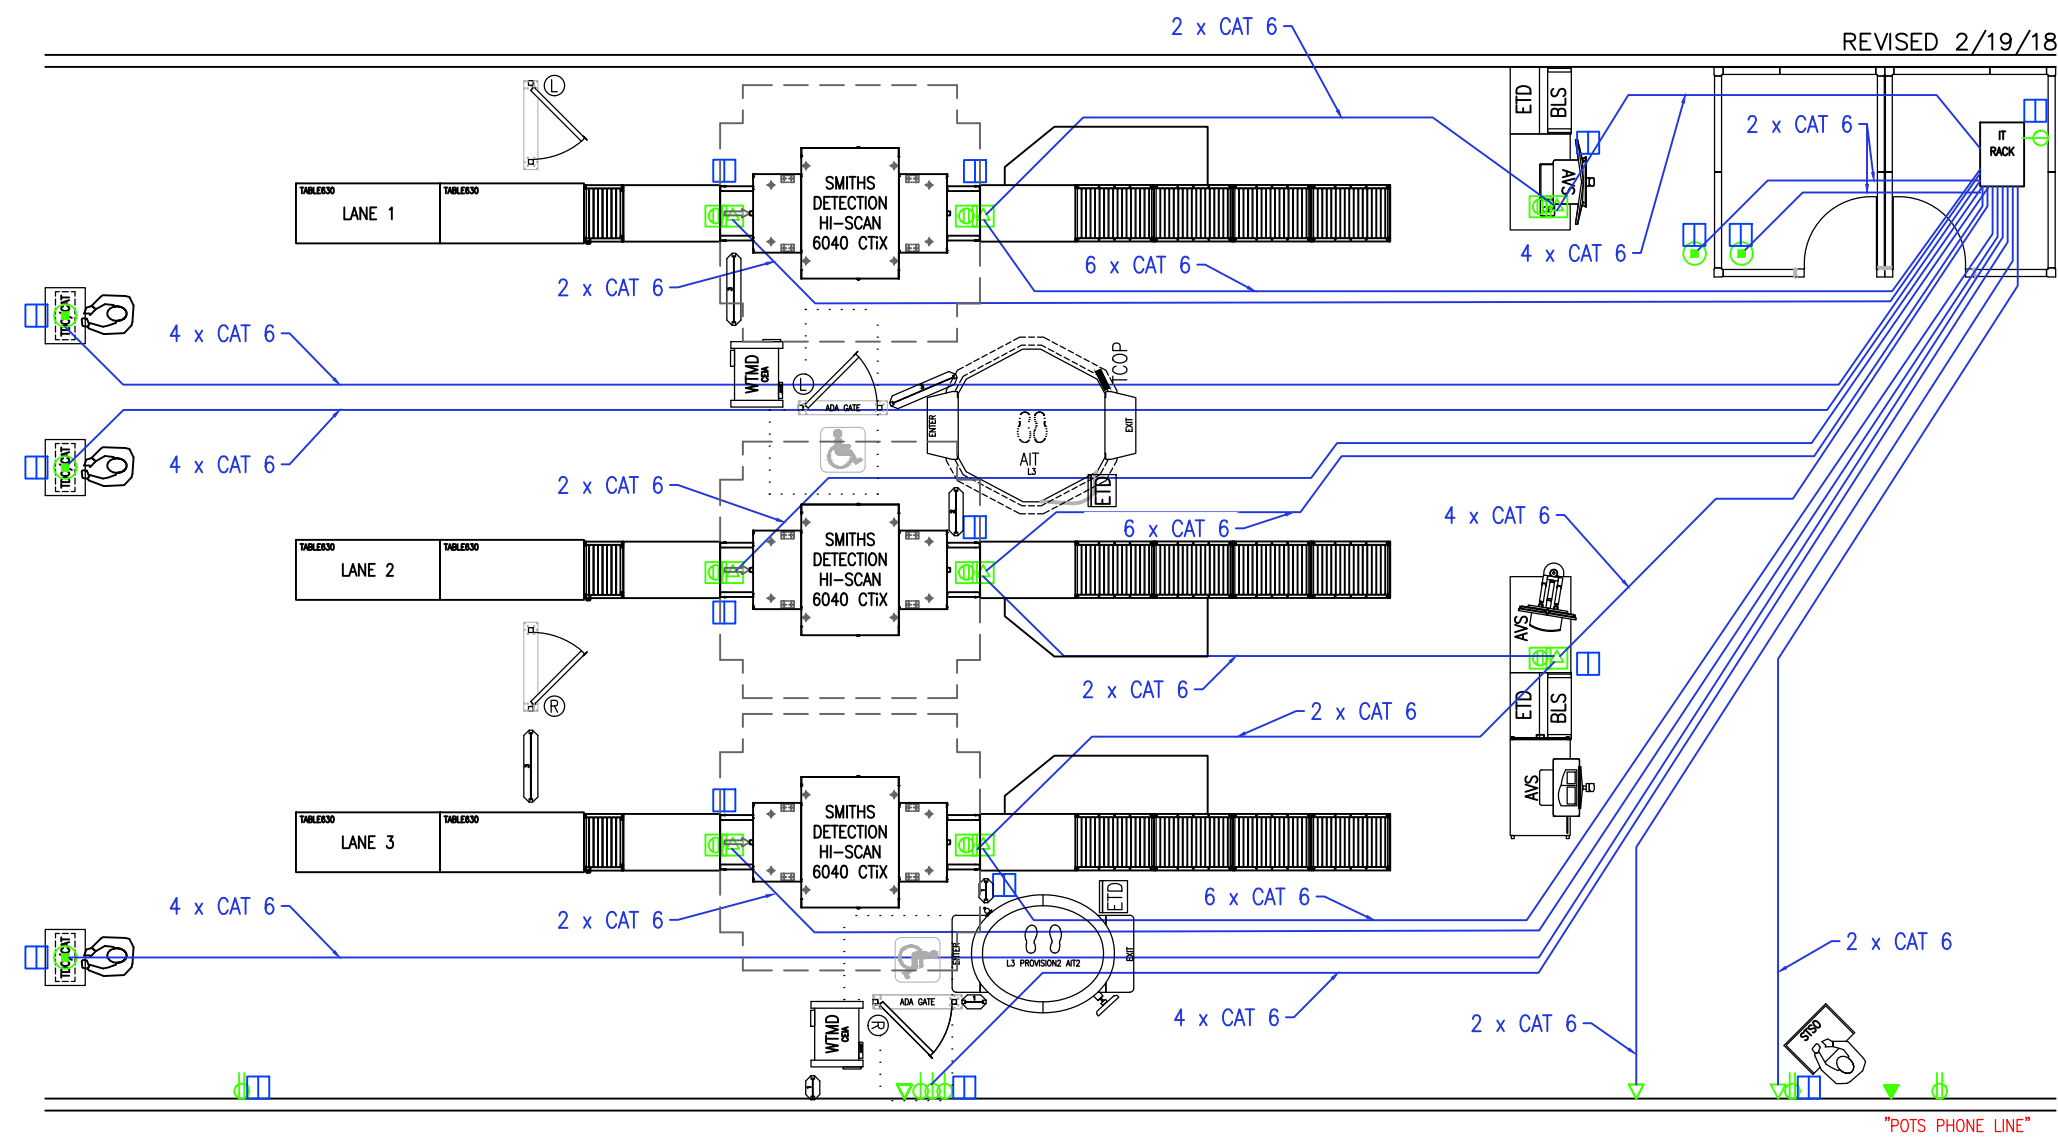 2 x CAT 6
REVISED 2/19/18
L
ETD
BLS
2 x CAT 6
IT
RACK
TABLE630
TABLE630
LANE 1
SMITHS
DETECTION
HI-SCAN
6040 CTiX
AVS
4 x CAT 6
6 x CAT 6
2 x CAT 6
4 x CAT 6
WTMD
CEIA
L
ADA GATE
TCOP
ENTER
EXIT
AIT
L3
ETD
4 x CAT 6
2 x CAT 6
6 x CAT 6
4 x CAT 6
TABLE630
TABLE630
LANE 2
SMITHS
DETECTION
HI-SCAN
6040 CTiX
AVS
2 x CAT 6
R
ETD
BLS
2 x CAT 6
AVS
TABLE630
TABLE630
LANE 3
SMITHS
DETECTION
HI-SCAN
6040 CTiX
4 x CAT 6
2 x CAT 6
6 x CAT 6
ETD
ENTER
L3 PROVISION2 AIT2
EXIT
2 x CAT 6
ADA GATE
R
WTMD
CEIA
4 x CAT 6
2 x CAT 6
STSO
"POTS PHONE LINE"